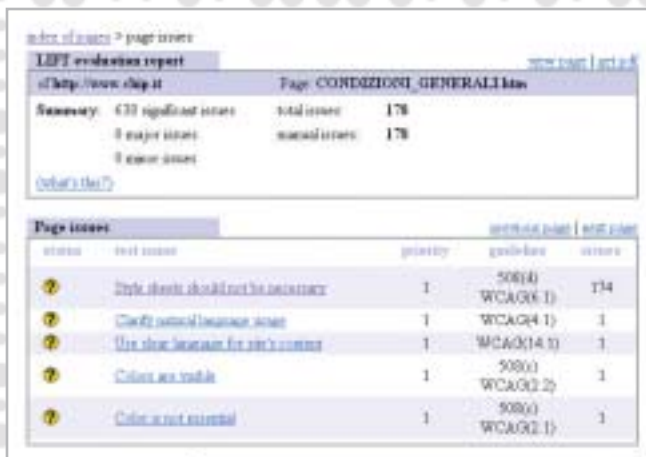 index of pages > page issues
LIFT evaluation report
view page |
of http://www.chip.it Page: CONDIZIONI_GENERALI.htm
Summary: significant issues total issues: 178
0 major issues manual issues: 178
0 minor issues
(what's this?)
Page issues
previous page | next page
status test name priority guideline issues
Style sheets should not be necessary 1 508(d) WCAG(6.1) 174
Clarify natural language usage 1 WCAG(4.1) 1
Use clear language for site's content 1 WCAG(14.1) 1
Colors are visible 1 508(c) WCAG(2.2) 1
Color is not essential 1 508(c) WCAG(2.1) 1